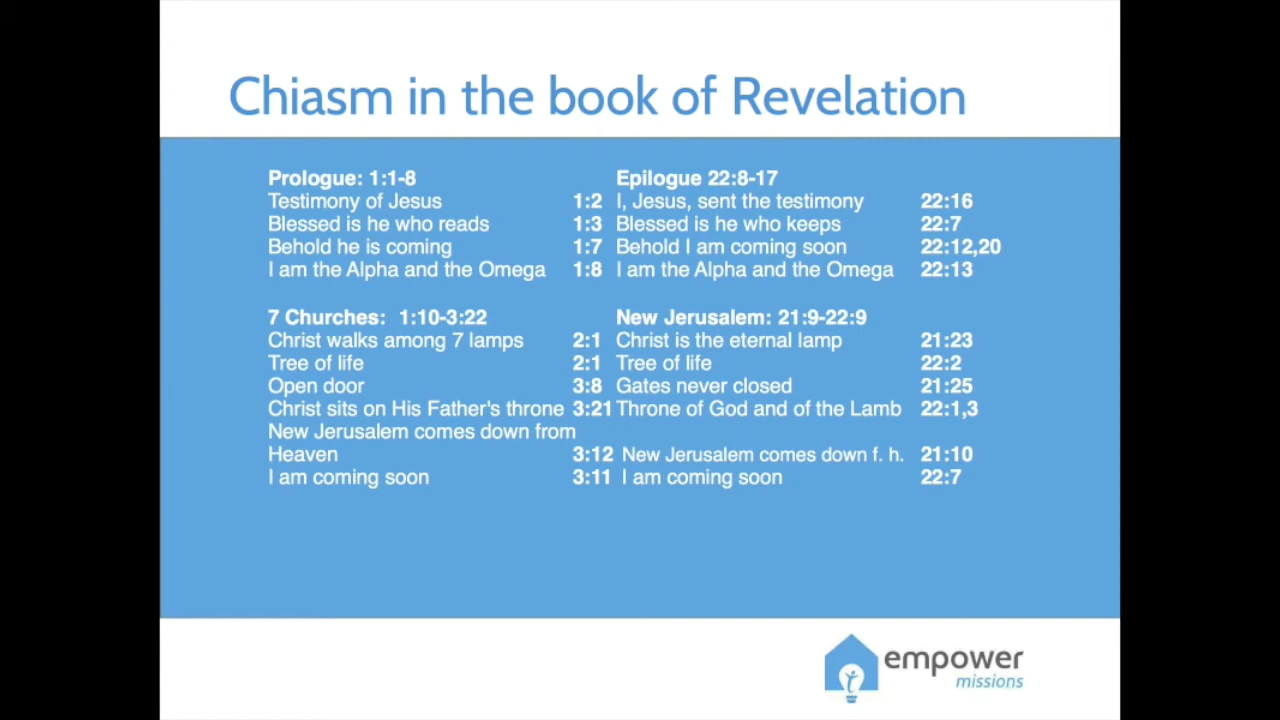 Chiasm in the book of Revelation
Prologue: 1:1-8 Epilogue 22:8-17
Testimony of Jesus 1:2 I, Jesus, sent the testimony 22:16
Blessed is he who reads 1:3 Blessed is he who keeps 22:7
Behold he is coming 1:7 Behold I am coming soon 22:12,20
I am the Alpha and the Omega 1:8 I am the Alpha and the Omega 22:13
7 Churches: 1:10-3:22 New Jerusalem: 21:9-22:9
Christ walks among 7 lamps 2:1 Christ is the eternal lamp 21:23
Tree of life 2:1 Tree of life 22:2
Open door 3:8 Gates never closed 21:25
Christ sits on His Father's throne 3:21 Throne of God and of the Lamb 22:1,3
New Jerusalem comes down from
Heaven 3:12 New Jerusalem comes down f. h. 21:10
I am coming soon 3:11 I am coming soon 22:7
empower
missions